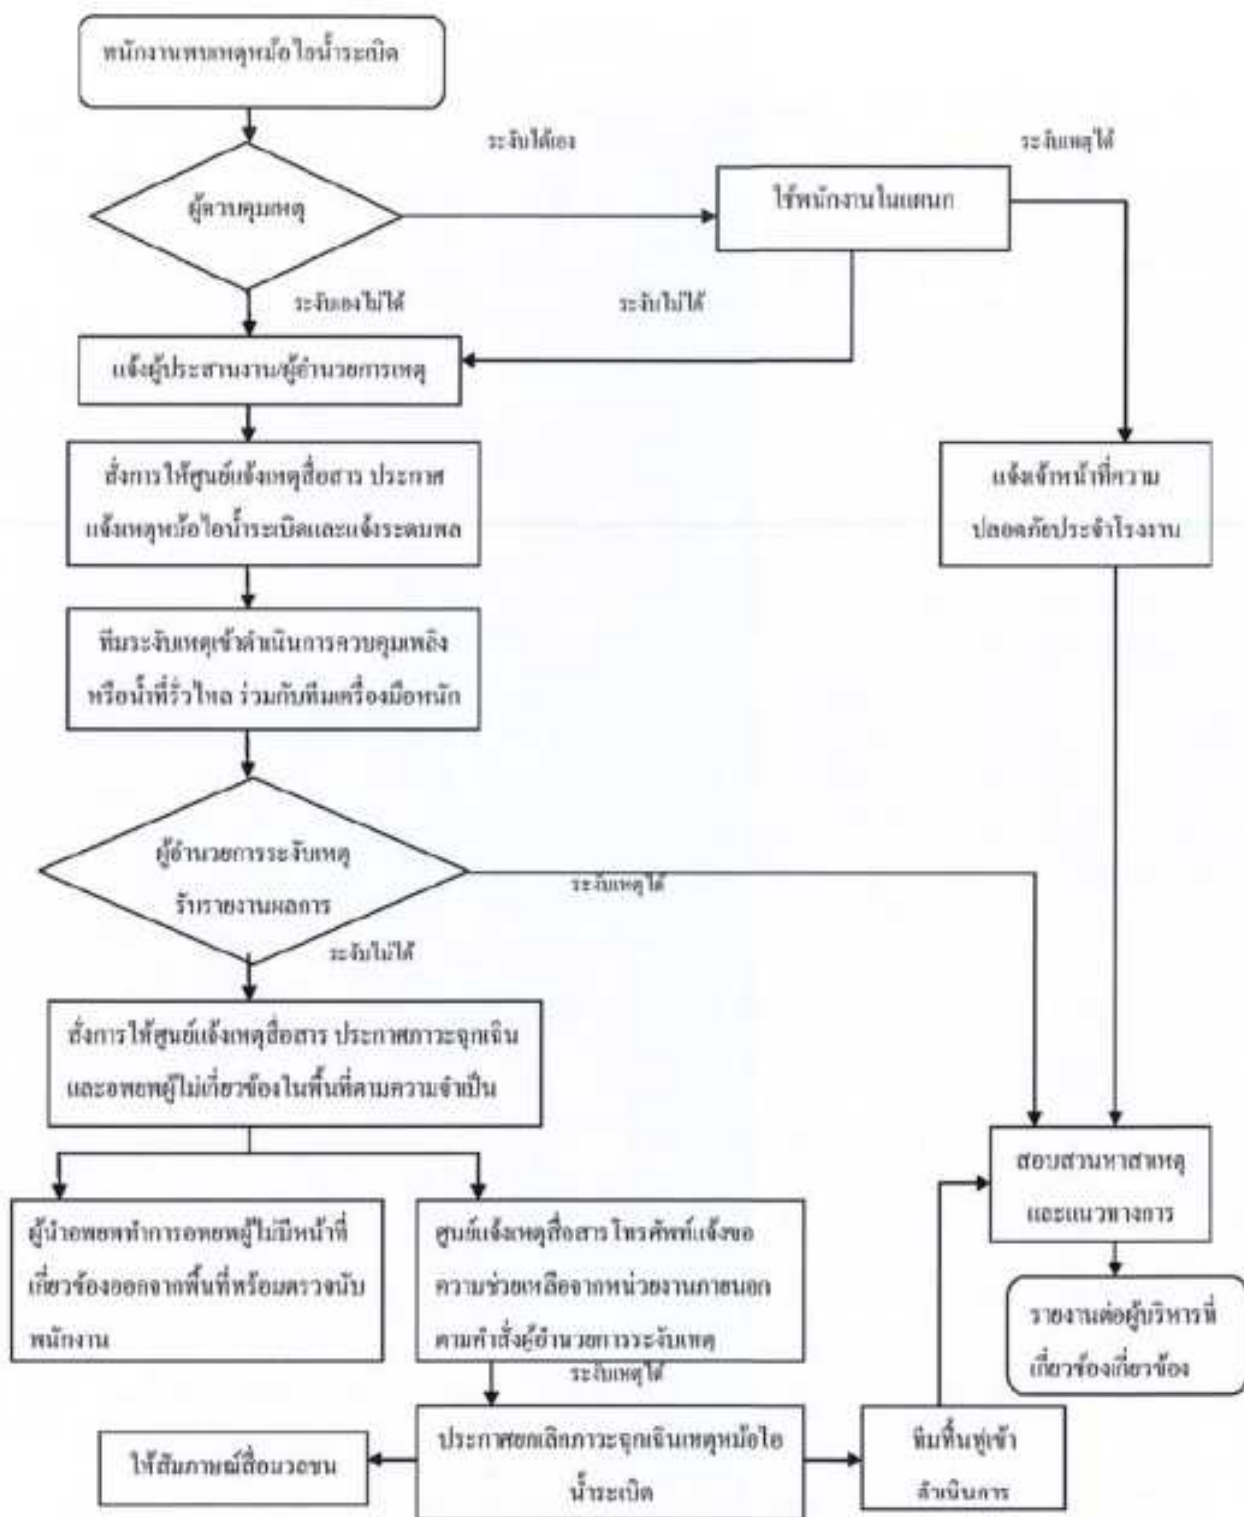 พนักงานพบเหตุหม้อไอน้ำระเบิด
ระงับได้เอง
ระงับเหตุได้
ผู้ควบคุมเหตุ
ใช้พนักงานในแผนก
ระงับเองไม่ได้
ระงับไม่ได้
แจ้งผู้ประสานงาน/ผู้อำนวยการเหตุ
สั่งการให้ศูนย์แจ้งเหตุสื่อสาร ประกาศ
แจ้งเหตุหม้อไอน้ำระเบิดและแจ้งระดมพล
แจ้งเจ้าหน้าที่ความ
ปลอดภัยประจำโรงงาน
ทีมระงับเหตุเข้าดำเนินการควบคุมเพลิง
หรือน้ำที่รั่วไหล ร่วมกับทีมเครื่องมือหนัก
ผู้อำนวยการระงับเหตุ
รับรายงานผลการ
ระงับเหตุได้
ระงับไม่ได้
สั่งการให้ศูนย์แจ้งเหตุสื่อสาร ประกาศภาวะฉุกเฉิน
และอพยพผู้ไม่เกี่ยวข้องในพื้นที่ตามความจำเป็น
สอบสวนหาสาเหตุ
และแนวทางการ
ผู้นำอพยพทำการอพยพผู้ไม่มีหน้าที่
เกี่ยวข้องออกจากพื้นที่พร้อมตรวจนับ
พนักงาน
ศูนย์แจ้งเหตุสื่อสาร โทรศัพท์แจ้งขอ
ความช่วยเหลือจากหน่วยงานภายนอก
ตามคำสั่งผู้อำนวยการระงับเหตุ
รายงานต่อผู้บริหารที่
เกี่ยวข้องเกี่ยวข้อง
ระงับเหตุได้
ให้สัมภาษณ์สื่อมวลชน
ประกาศยกเลิกภาวะฉุกเฉินเหตุหม้อไอ
น้ำระเบิด
ทีมฟื้นฟูเข้า
ดำเนินการ